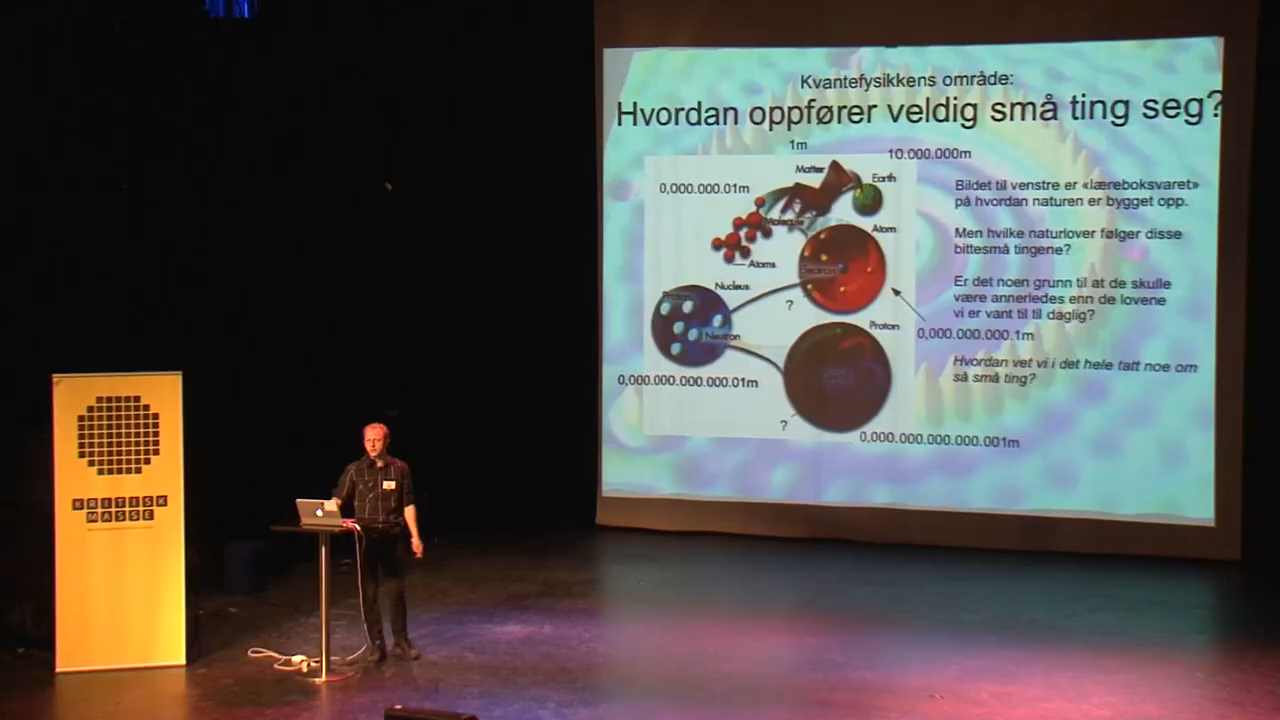 Kvantefysikkens område:
Hvordan oppfører veldig små ting seg?
1m
10.000.000m
Matter
Earth
0,000.000.01m
Molecule
Atom
Atoms
Electron
Nucleus
Proton
?
Neutron
Proton
0,000.000.000.1m
0,000.000.000.000.01m
?
0,000.000.000.000.001m
Bildet til venstre er «læreboksvaret»
på hvordan naturen er bygget opp.
Men hvilke naturlover følger disse
bittesmå tingene?
Er det noen grunn til at de skulle
være annerledes enn de lovene
vi er vant til til daglig?
Hvordan vet vi i det hele tatt noe om
så små ting?
KRITISK
MASSE